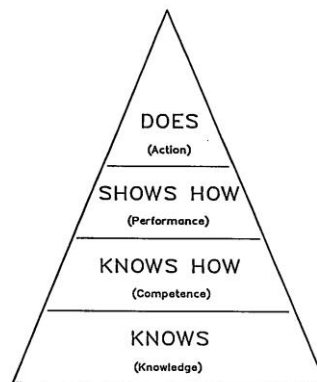 DOES
(Action)
SHOWS HOW
(Performance)
KNOWS HOW
(Competence)
KNOWS
(Knowledge)